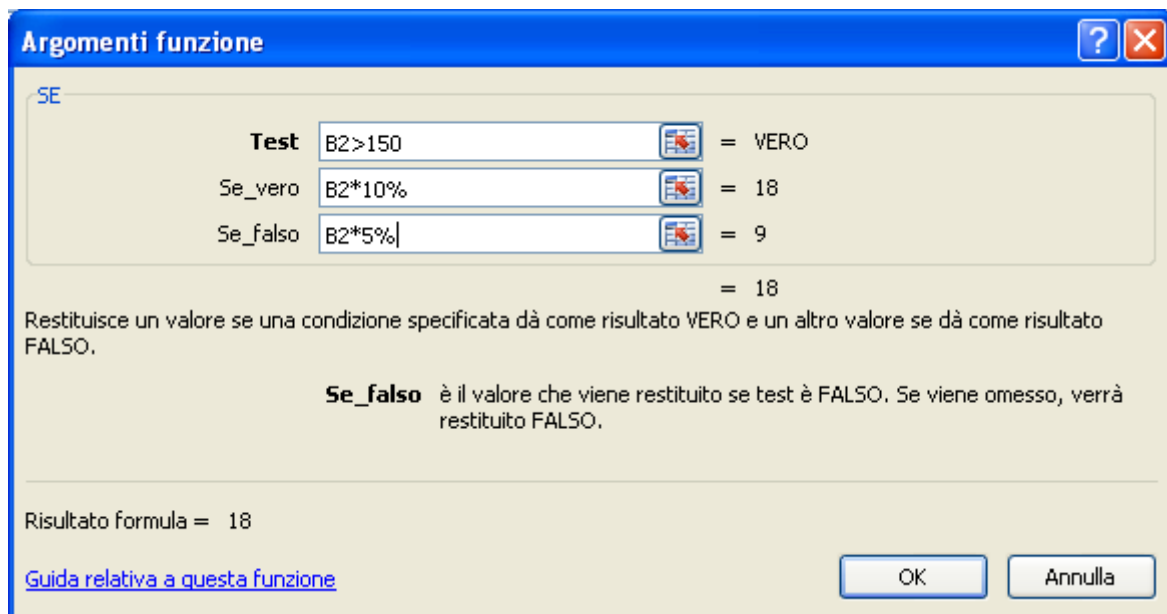 Argomenti funzione
SE
Test B2>150 = VERO
Se_vero B2*10% = 18
Se_falso B2*5% = 9
= 18
Restituisce un valore se una condizione specificata dà come risultato VERO e un altro valore se dà come risultato
FALSO.
Se_falso è il valore che viene restituito se test è FALSO. Se viene omesso, verrà
restituito FALSO.
Risultato formula = 18
Guida relativa a questa funzione OK Annulla